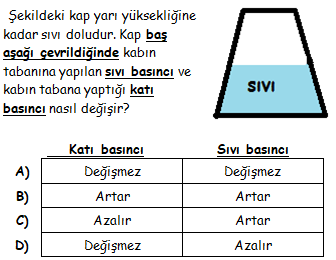 Şekildeki kap yarı yüksekliğine
kadar sıvı doludur. Kap baş
aşağı çevrildiğinde kabın
tabanına yapılan sıvı basıncı ve
kabın tabana yaptığı katı
basıncı nasıl değişir?
SIVI
Katı basıncı Sıvı basıncı
A) Değişmez Değişmez
B) Artar Artar
C) Azalır Artar
D) Değişmez Azalır